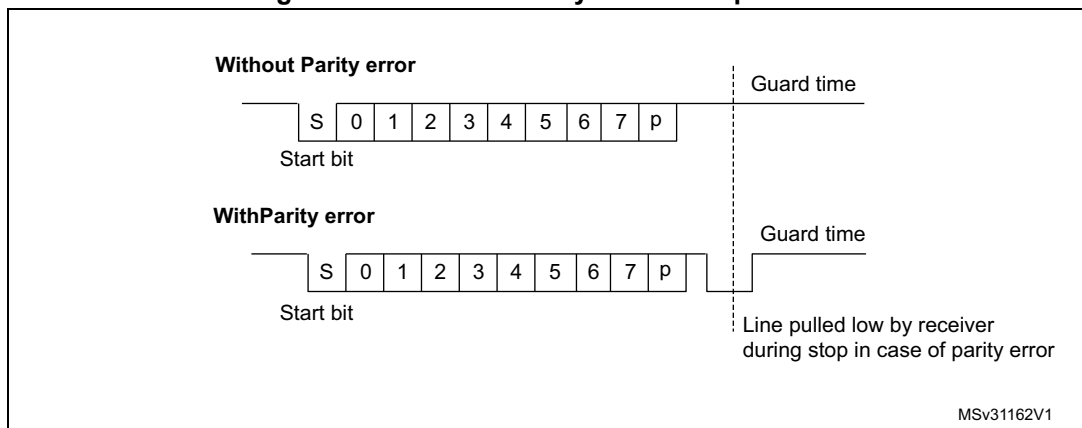 Without Parity error
Guard time
S 0 1 2 3 4 5 6 7 p
Start bit
WithParity error
Guard time
S 0 1 2 3 4 5 6 7 p
Start bit
Line pulled low by receiver
during stop in case of parity error
MSv31162V1